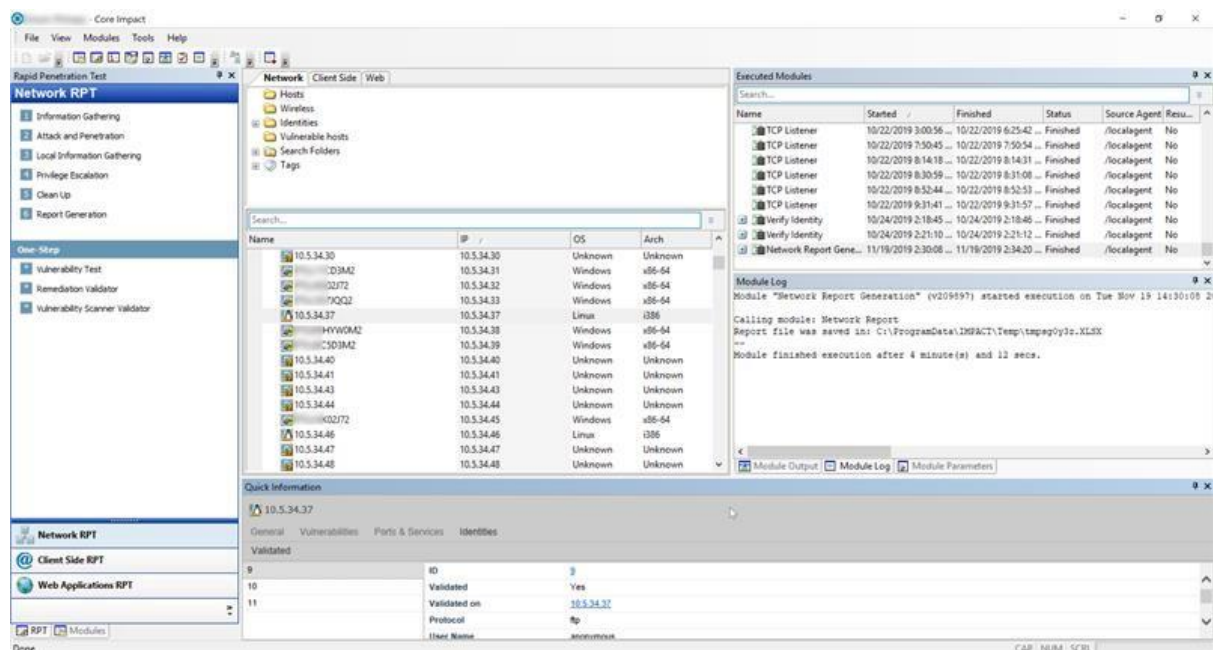 - Core Impact
File View Modules Tools Help
Rapid Penetration Test
Network RPT
Information Gathering
Attack and Penetration
Local Information Gathering
Privilege Escalation
Clean Up
Report Generation
One-Step
Vulnerability Test
Remediation Validator
Vulnerability Scanner Validator
Network RPT
Client Side RPT
Web Applications RPT
RPT Modules
Done
Network Client Side Web
Hosts
Wireless
Identities
Vulnerable hosts
Search Folders
Tags
Search...
Name IP / OS Arch
10.5.34.30 10.5.34.30 Unknown Unknown
CD3M2 10.5.34.31 Windows x86-64
02J72 10.5.34.32 Windows x86-64
10.5.34.33 Windows x86-64
10.5.34.37 10.5.34.37 Linux i386
HYW0M2 10.5.34.38 Windows x86-64
C5D3M2 10.5.34.39 Windows x86-64
10.5.34.40 10.5.34.40 Unknown Unknown
10.5.34.41 10.5.34.41 Unknown Unknown
10.5.34.43 10.5.34.43 Unknown Unknown
10.5.34.44 10.5.34.44 Unknown Unknown
K02J72 10.5.34.45 Windows x86-64
10.5.34.46 10.5.34.46 Linux i386
10.5.34.47 10.5.34.47 Unknown Unknown
10.5.34.48 10.5.34.48 Unknown Unknown
Executed Modules
Search...
Name Started / Finished Status Source Agent Resu...
TCP Listener 10/22/2019 3:00:56 ... 10/22/2019 6:25:42 ... Finished /localagent No
TCP Listener 10/22/2019 7:50:45 ... 10/22/2019 7:50:54 ... Finished /localagent No
TCP Listener 10/22/2019 8:14:18 ... 10/22/2019 8:14:31 ... Finished /localagent No
TCP Listener 10/22/2019 8:30:59 ... 10/22/2019 8:31:08 ... Finished /localagent No
TCP Listener 10/22/2019 8:52:44 ... 10/22/2019 8:52:53 ... Finished /localagent No
TCP Listener 10/22/2019 9:31:41 ... 10/22/2019 9:31:57 ... Finished /localagent No
Verify Identity 10/24/2019 2:18:45 ... 10/24/2019 2:18:46 ... Finished /localagent No
Verify Identity 10/24/2019 2:21:10 ... 10/24/2019 2:21:12 ... Finished /localagent No
Network Report Gene... 11/19/2019 2:30:08 ... 11/19/2019 2:34:20 ... Finished /localagent No
Module Log
Module "Network Report Generation" (v209897) started execution on Tue Nov 19 14:30:08
Calling module: Network Report
Report file was saved in: C:\ProgramData\IMPACT\Temp\
--
Module finished execution after 4 minute(s) and 12 secs.
Module Output Module Log Module Parameters
Quick Information
10.5.34.37
General Vulnerabilities Ports & Services Identities
Validated
9
10
11
ID 9
Validated Yes
Validated on 10.5.34.37
Protocol ftp
User Name anonymous
CAP NUM SCRL